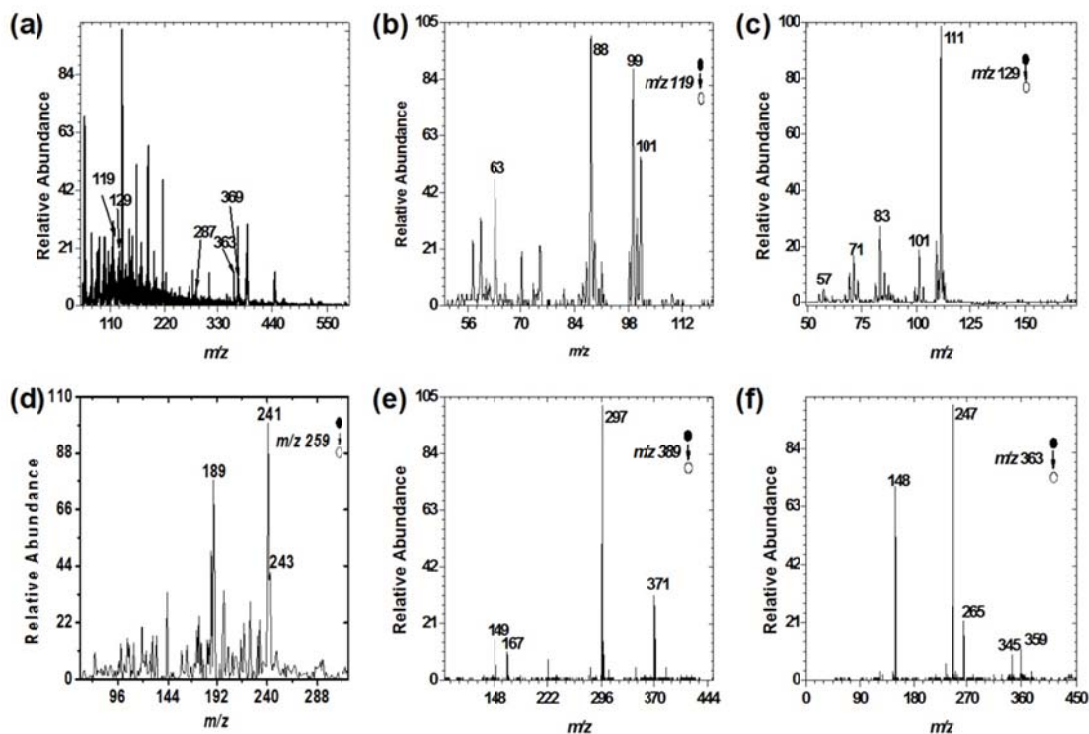 (a)
Relative Abundance
84
63
42
21
0
119
129
287
363
369
110 220 330 440 550
m/z
(b)
Relative Abundance
105
84
63
42
21
0
63
88
99
101
m/z 119
56 70 84 98 112
m/z
(c)
Relative Abundance
100
80
60
40
20
0
57
71
83
101
111
m/z 129
50 75 101 125 150
m/z
(d)
Relative Abundance
110
88
66
44
22
0
189
241
243
m/z 259
96 144 192 240 288
m/z
(e)
Relative Abundance
105
84
63
42
21
0
149
167
297
371
m/z 389
148 222 296 371 444
m/z
(f)
Relative Abundance
84
63
42
21
0
148
247
265
345
359
m/z 363
0 90 180 270 360 450
m/z